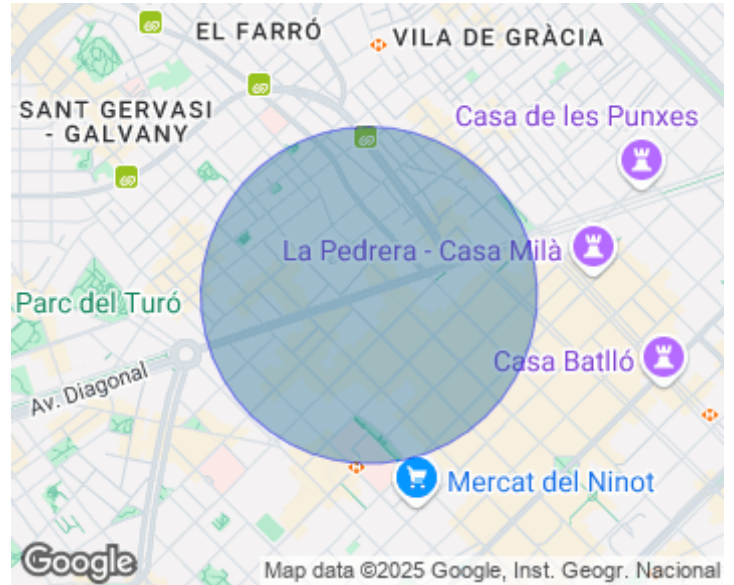 EL FARRÓ
VILA DE GRÀCIA
SANT GERVASI
- GALVANY
Casa de les Punxes
La Pedrera - Casa Milà
Parc del Turó
Casa Batlló
Av. Diagonal
Mercat del Ninot
Google
Map data ©2025 Google, Inst. Geogr. Nacional